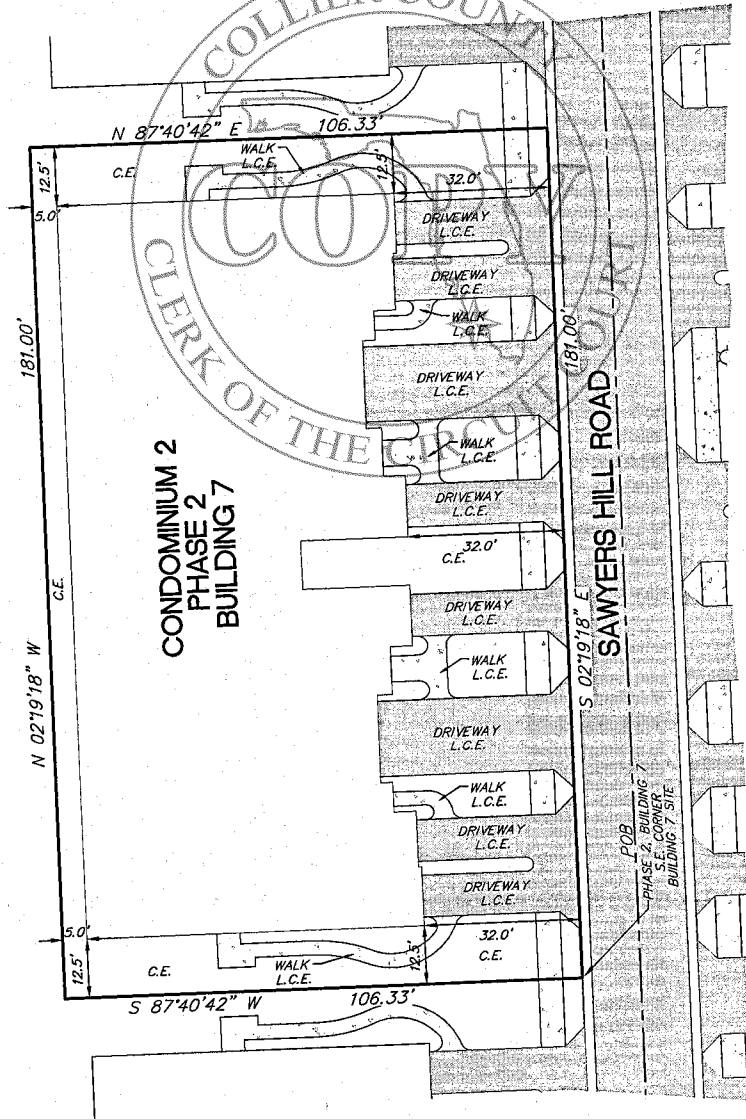 COLLIER COUNTY
CLERK OF THE CIRCUIT COURT
COPY
N 87°40'42" E
106.33'
12.5'
C.E.
WALK
L.C.E.
12.5'
32.0'
5.0'
DRIVEWAY
L.C.E.
DRIVEWAY
L.C.E.
WALK
L.C.E.
181.00'
181.00'
DRIVEWAY
L.C.E.
WALK
L.C.E.
DRIVEWAY
L.C.E.
CONDOMINIUM 2
PHASE 2
BUILDING 7
C.E.
32.0'
C.E.
SAWYERS HILL ROAD
S 02°19'18" E
N 02°19'18" W
DRIVEWAY
L.C.E.
WALK
L.C.E.
DRIVEWAY
L.C.E.
WALK
L.C.E.
DRIVEWAY
L.C.E.
DRIVEWAY
L.C.E.
POB
PHASE 2, BUILDING 7
S.E. CORNER
BUILDING 7 SITE
5.0'
12.5'
C.E.
WALK
L.C.E.
12.5'
32.0'
C.E.
S 87°40'42" W
106.33'